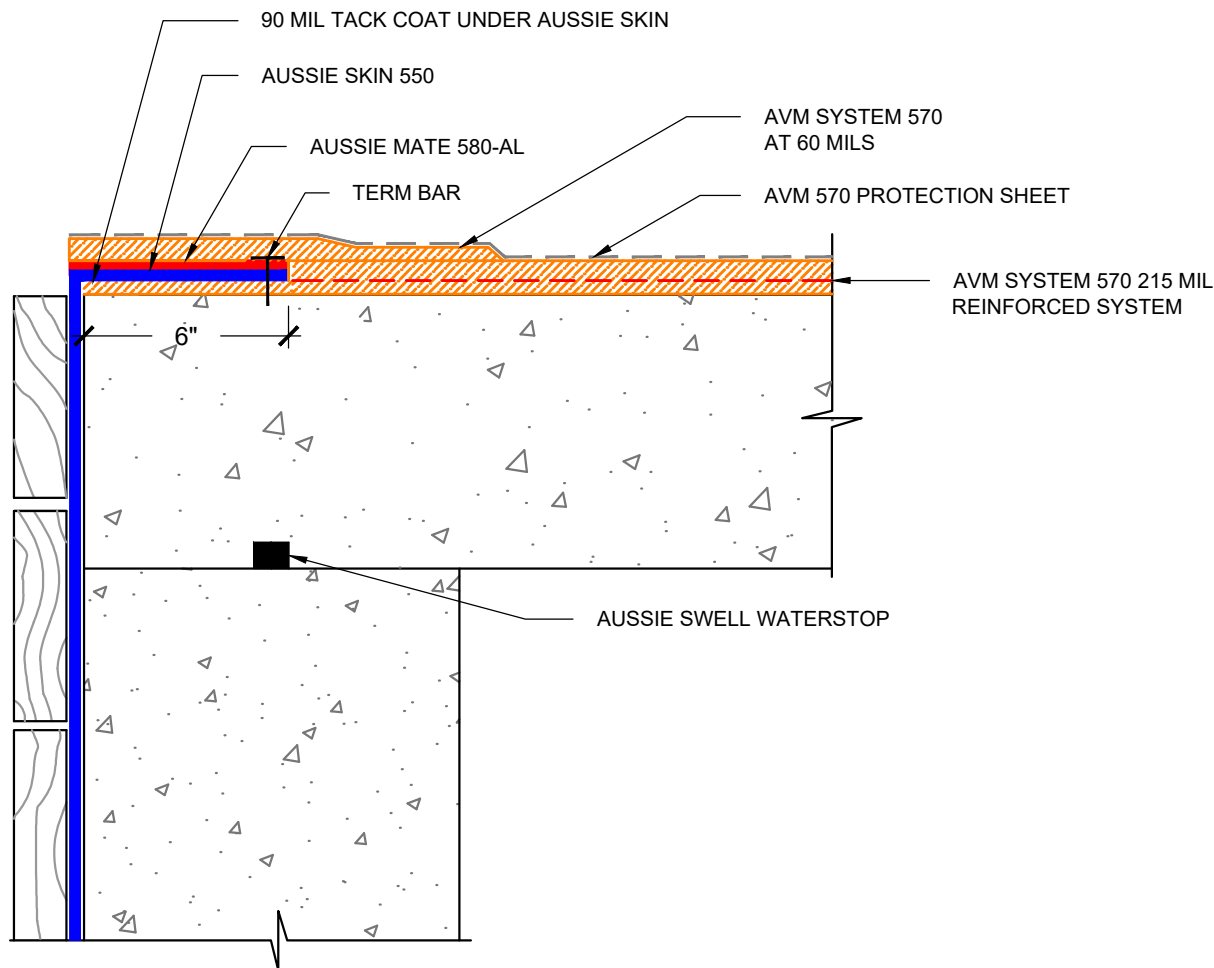 90 MIL TACK COAT UNDER AUSSIE SKIN
AUSSIE SKIN 550
AUSSIE MATE 580-AL
TERM BAR
AVM SYSTEM 570
AT 60 MILS
AVM 570 PROTECTION SHEET
AVM SYSTEM 570 215 MIL
REINFORCED SYSTEM
6"
AUSSIE SWELL WATERSTOP